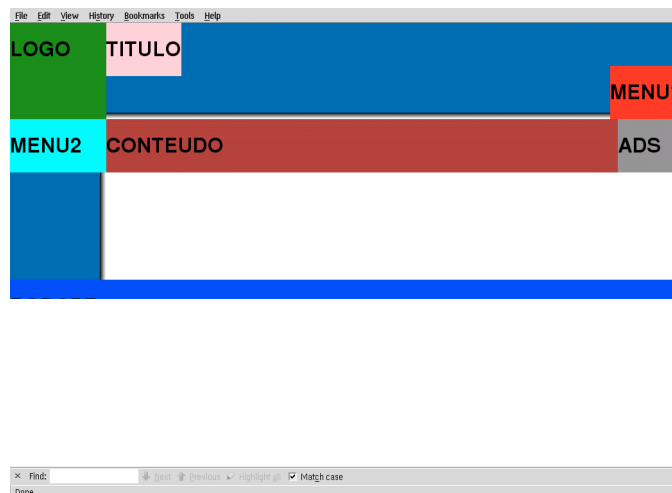 File Edit View History Bookmarks Tools Help
LOGO TITULO
MENU
MENU2 CONTEUDO ADS
× Find: Next Previous Highlight all Match case
Done